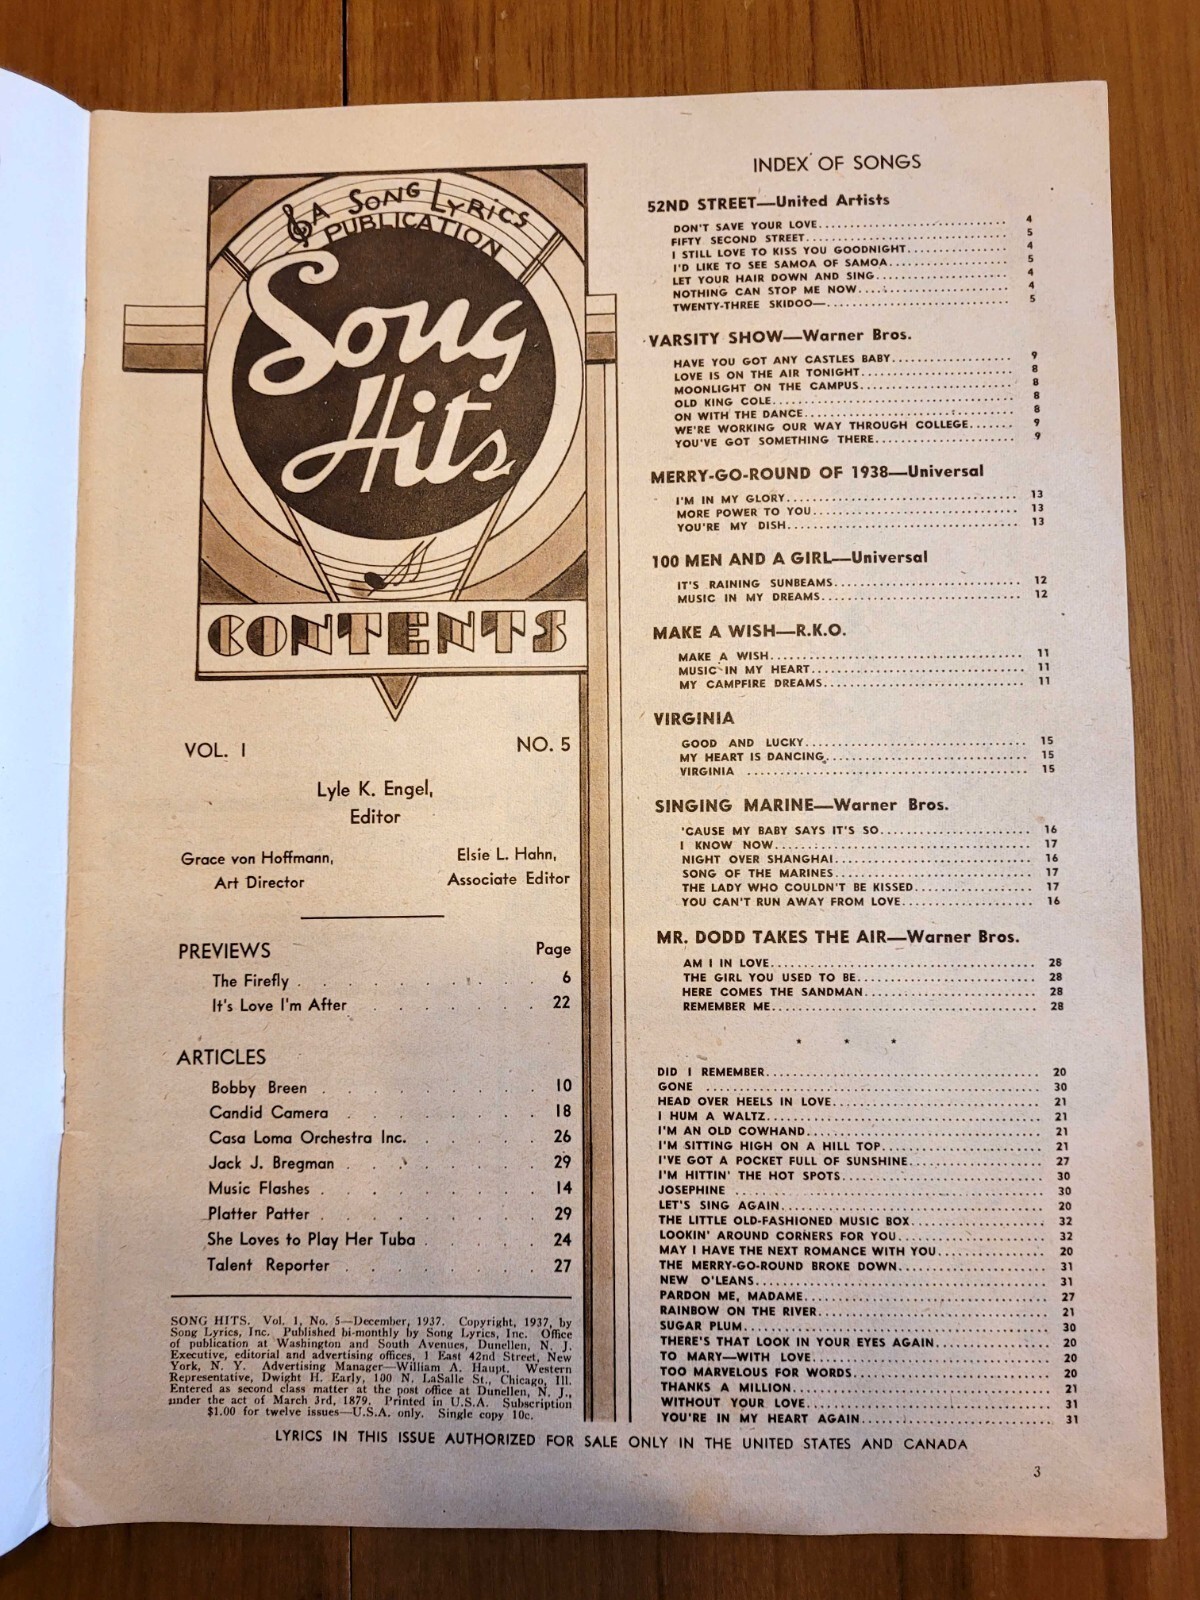 A SONG LYRICS
PUBLICATION
Song
Hits
CONTENTS
VOL. I NO. 5
Lyle K. Engel,
Editor
Grace von Hoffmann,
Art Director
Elsie L. Hahn,
Associate Editor
PREVIEWS Page
The Firefly . . . . . . . . . . 6
It's Love I'm After . . . . . . . 22
ARTICLES
Bobby Breen . . . . . . . . . 10
Candid Camera . . . . . . . . 18
Casa Loma Orchestra Inc. . . . . . 26
Jack J. Bregman . . . . . . . . 29
Music Flashes . . . . . . . . . 14
Platter Patter . . . . . . . . . 29
She Loves to Play Her Tuba . . . . . 24
Talent Reporter . . . . . . . . 27
SONG HITS. Vol. 1, No. 5—December, 1937. Copyright, 1937, by
Song Lyrics, Inc. Published bi-monthly by Song Lyrics, Inc. Office
of publication at Washington and South Avenues, Dunellen, N. J.
Executive, editorial and advertising offices, 1 East 42nd Street, New
York, N. Y. Advertising Manager—William A. Haupt. Western
Representative, Dwight H. Early, 100 N. LaSalle St., Chicago, Ill.
Entered as second class matter at the post office at Dunellen, N. J.,
under the act of March 3rd, 1879. Printed in U.S.A. Subscription
$1.00 for twelve issues—U.S.A. only. Single copy 10c.
INDEX OF SONGS
52ND STREET—United Artists
DON'T SAVE YOUR LOVE.......... 4
FIFTY SECOND STREET.......... 5
I STILL LOVE TO KISS YOU GOODNIGHT.......... 4
I'D LIKE TO SEE SAMOA OF SAMOA.......... 5
LET YOUR HAIR DOWN AND SING.......... 4
NOTHING CAN STOP ME NOW.......... 4
TWENTY-THREE SKIDOO—.......... 5
VARSITY SHOW—Warner Bros.
HAVE YOU GOT ANY CASTLES BABY.......... 9
LOVE IS ON THE AIR TONIGHT.......... 8
MOONLIGHT ON THE CAMPUS.......... 8
OLD KING COLE.......... 8
ON WITH THE DANCE.......... 8
WE'RE WORKING OUR WAY THROUGH COLLEGE....... 9
YOU'VE GOT SOMETHING THERE.......... 9
MERRY-GO-ROUND OF 1938—Universal
I'M IN MY GLORY.......... 13
MORE POWER TO YOU.......... 13
YOU'RE MY DISH.......... 13
100 MEN AND A GIRL—Universal
IT'S RAINING SUNBEAMS.......... 12
MUSIC IN MY DREAMS.......... 12
MAKE A WISH—R.K.O.
MAKE A WISH.......... 11
MUSIC IN MY HEART.......... 11
MY CAMPFIRE DREAMS.......... 11
VIRGINIA
GOOD AND LUCKY.......... 15
MY HEART IS DANCING.......... 15
VIRGINIA .......... 15
SINGING MARINE—Warner Bros.
'CAUSE MY BABY SAYS IT'S SO.......... 16
I KNOW NOW.......... 17
NIGHT OVER SHANGHAI.......... 16
SONG OF THE MARINES.......... 17
THE LADY WHO COULDN'T BE KISSED.......... 17
YOU CAN'T RUN AWAY FROM LOVE.......... 16
MR. DODD TAKES THE AIR—Warner Bros.
AM I IN LOVE.......... 28
THE GIRL YOU USED TO BE.......... 28
HERE COMES THE SANDMAN.......... 28
REMEMBER ME.......... 28
* * *
DID I REMEMBER.......... 20
GONE .......... 30
HEAD OVER HEELS IN LOVE.......... 21
I HUM A WALTZ.......... 21
I'M AN OLD COWHAND.......... 21
I'M SITTING HIGH ON A HILL TOP.......... 21
I'VE GOT A POCKET FULL OF SUNSHINE.......... 27
I'M HITTIN' THE HOT SPOTS.......... 30
JOSEPHINE .......... 30
LET'S SING AGAIN.......... 20
THE LITTLE OLD-FASHIONED MUSIC BOX.......... 32
LOOKIN' AROUND CORNERS FOR YOU.......... 32
MAY I HAVE THE NEXT ROMANCE WITH YOU.......... 20
THE MERRY-GO-ROUND BROKE DOWN.......... 31
NEW O'LEANS.......... 31
PARDON ME, MADAME.......... 27
RAINBOW ON THE RIVER.......... 21
SUGAR PLUM.......... 30
THERE'S THAT LOOK IN YOUR EYES AGAIN.......... 20
TO MARY—WITH LOVE.......... 20
TOO MARVELOUS FOR WORDS.......... 20
THANKS A MILLION.......... 21
WITHOUT YOUR LOVE.......... 31
YOU'RE IN MY HEART AGAIN.......... 31
LYRICS IN THIS ISSUE AUTHORIZED FOR SALE ONLY IN THE UNITED STATES AND CANADA
3